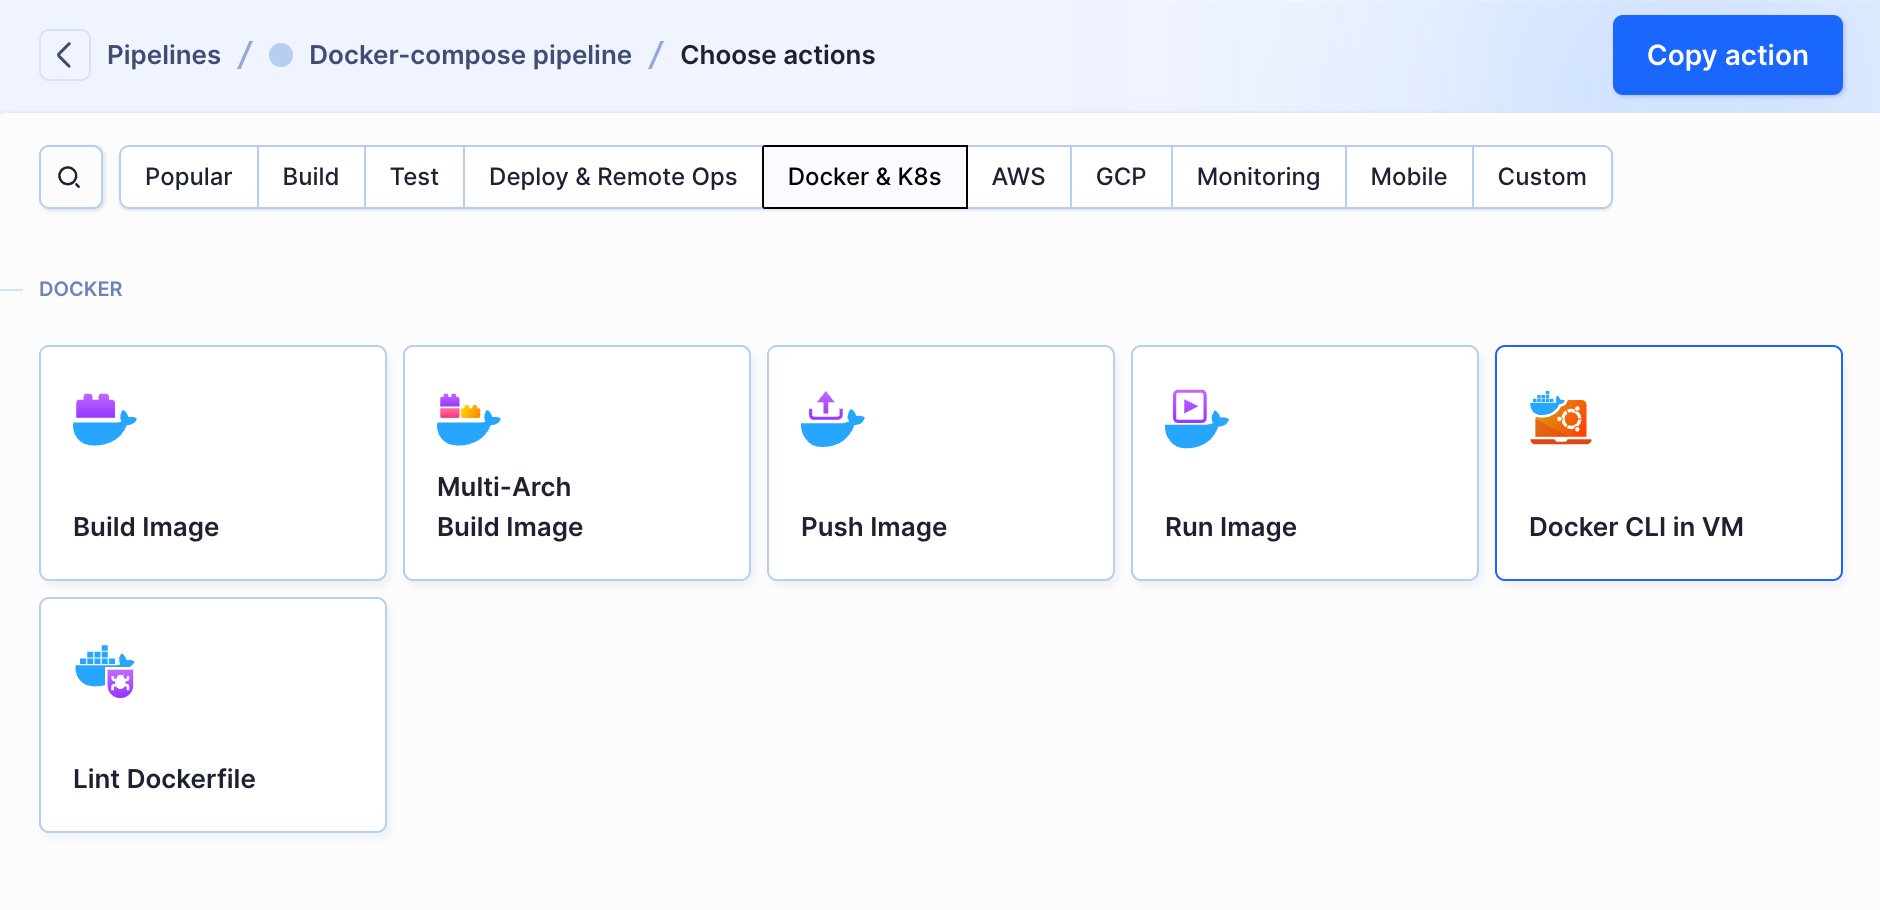 Pipelines / Docker-compose pipeline / Choose actions
Copy action
Popular
Build
Test
Deploy & Remote Ops
Docker & K8s
AWS
GCP
Monitoring
Mobile
Custom
DOCKER
Build Image
Multi-Arch
Build Image
Push Image
Run Image
Docker CLI in VM
Lint Dockerfile